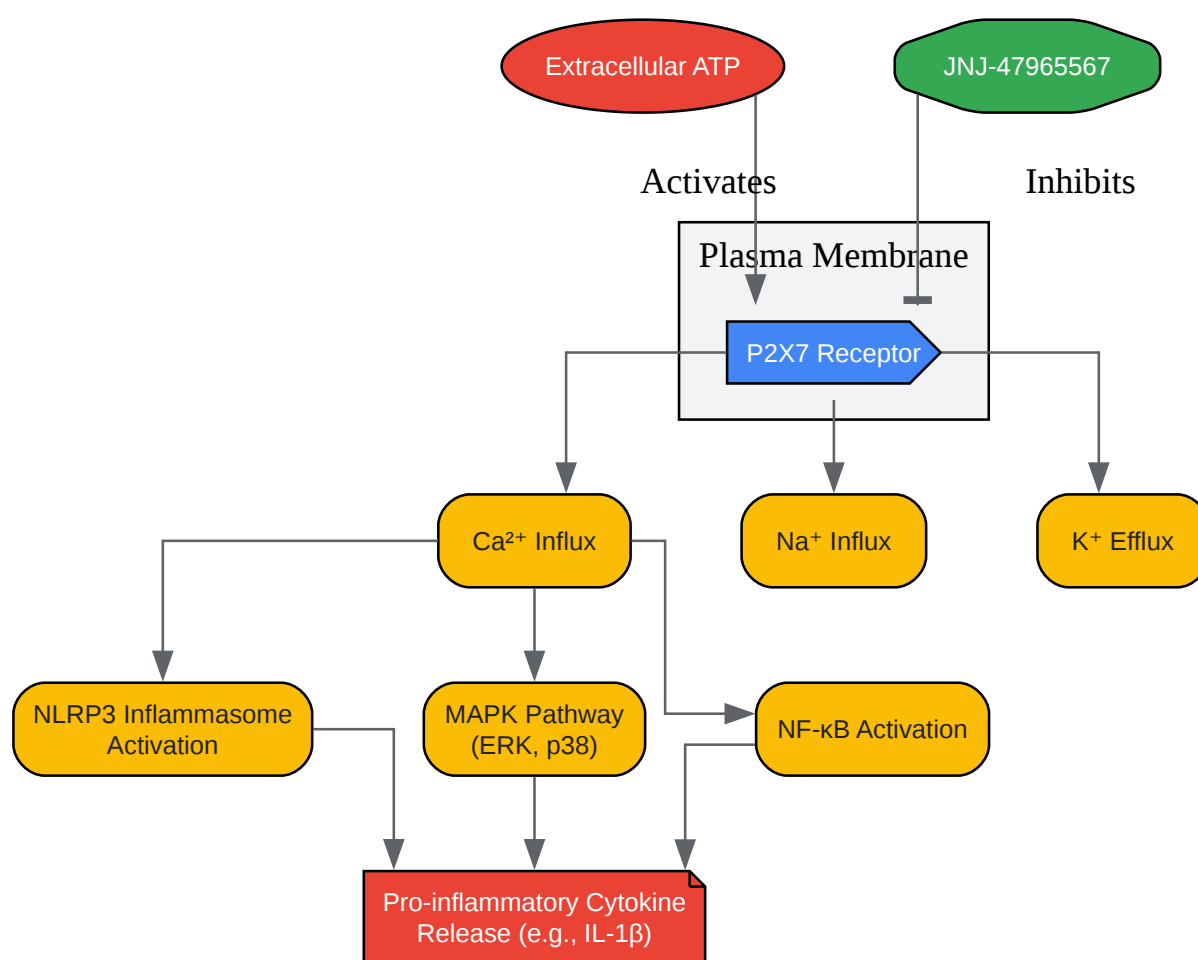 Extracellular ATP
JNJ-47965567
Activates
Inhibits
Plasma Membrane
P2X7 Receptor
Ca²⁺ Influx
Na⁺ Influx
K⁺ Efflux
NLRP3 Inflammasome
Activation
MAPK Pathway
(ERK, p38)
NF-κB Activation
Pro-inflammatory Cytokine
Release (e.g., IL-1β)